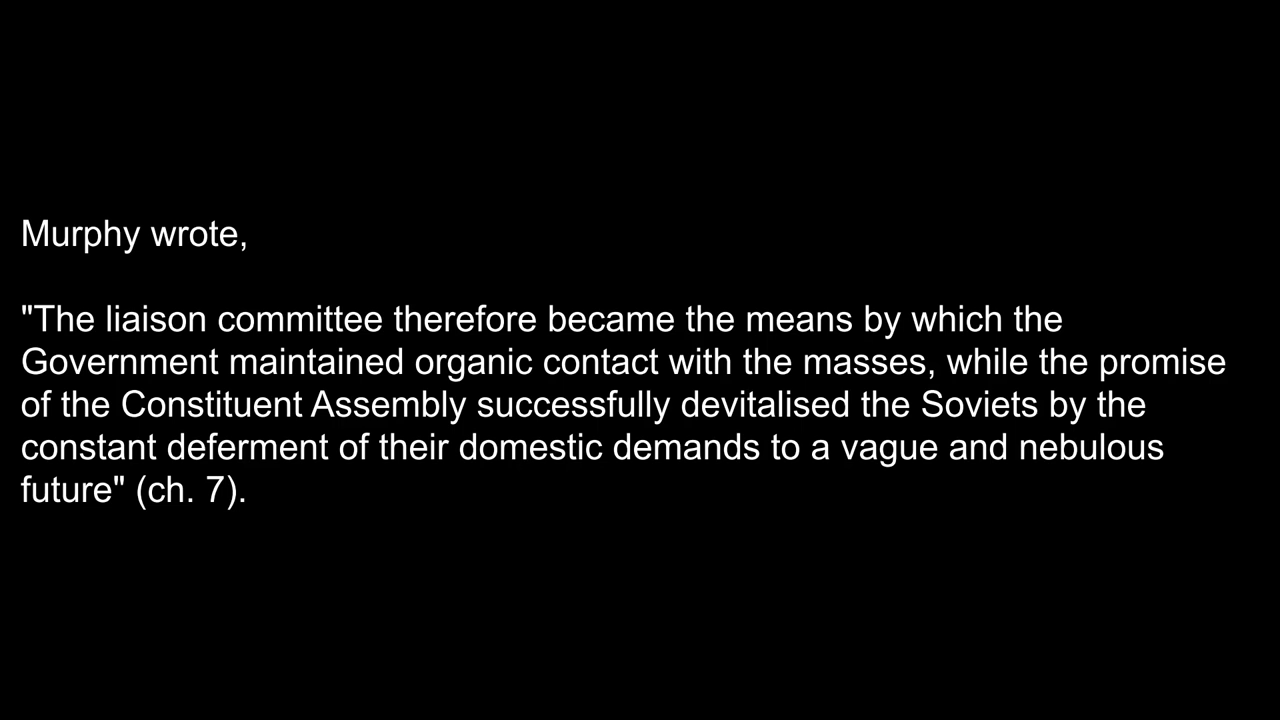 Murphy wrote,
"The liaison committee therefore became the means by which the
Government maintained organic contact with the masses, while the promise
of the Constituent Assembly successfully devitalised the Soviets by the
constant deferment of their domestic demands to a vague and nebulous
future" (ch. 7).